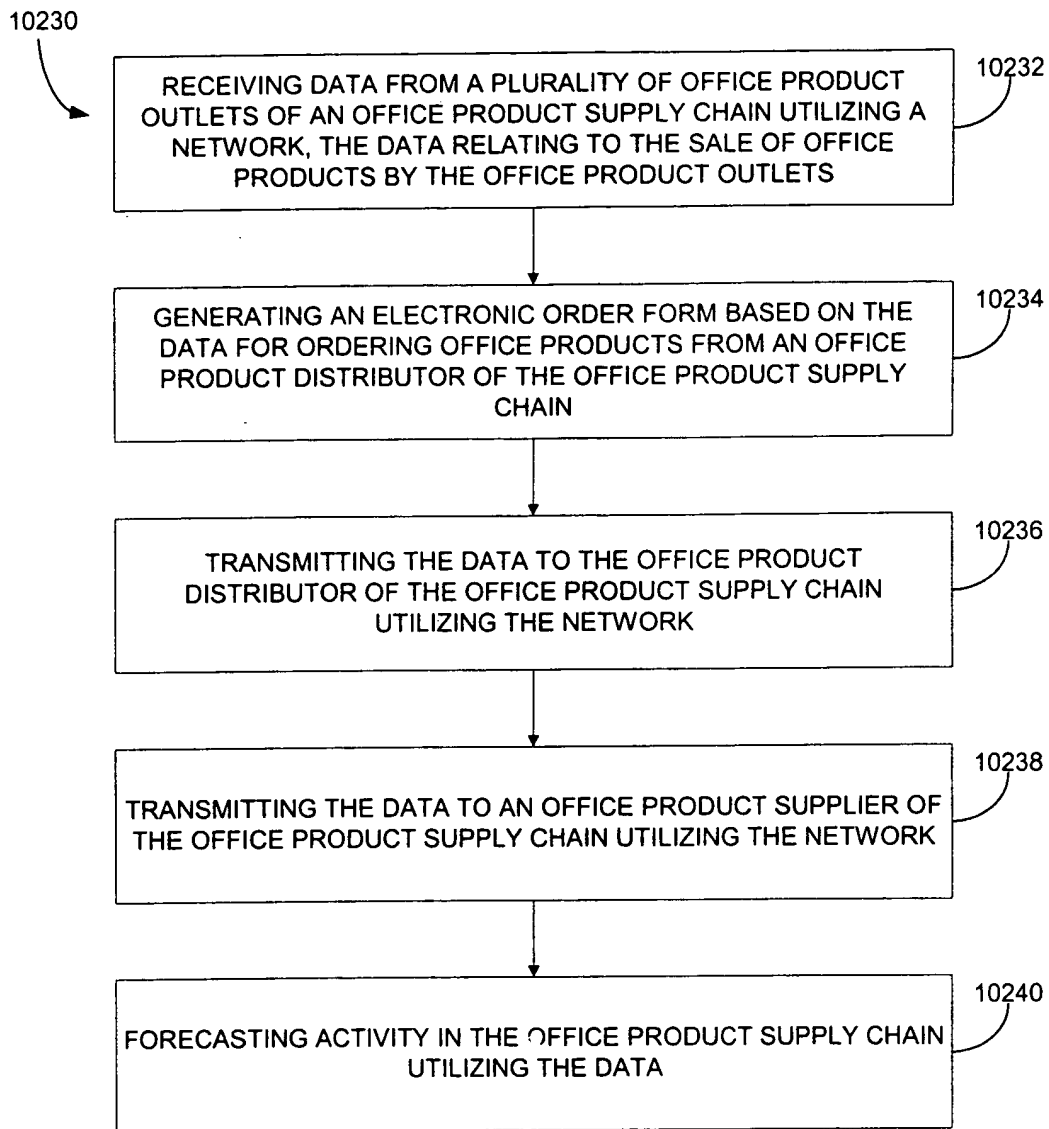 10230
10232
RECEIVING DATA FROM A PLURALITY OF OFFICE PRODUCT
OUTLETS OF AN OFFICE PRODUCT SUPPLY CHAIN UTILIZING A
NETWORK, THE DATA RELATING TO THE SALE OF OFFICE
PRODUCTS BY THE OFFICE PRODUCT OUTLETS
10234
GENERATING AN ELECTRONIC ORDER FORM BASED ON THE
DATA FOR ORDERING OFFICE PRODUCTS FROM AN OFFICE
PRODUCT DISTRIBUTOR OF THE OFFICE PRODUCT SUPPLY
CHAIN
10236
TRANSMITTING THE DATA TO THE OFFICE PRODUCT
DISTRIBUTOR OF THE OFFICE PRODUCT SUPPLY CHAIN
UTILIZING THE NETWORK
10238
TRANSMITTING THE DATA TO AN OFFICE PRODUCT SUPPLIER OF
THE OFFICE PRODUCT SUPPLY CHAIN UTILIZING THE NETWORK
10240
FORECASTING ACTIVITY IN THE OFFICE PRODUCT SUPPLY CHAIN
UTILIZING THE DATA